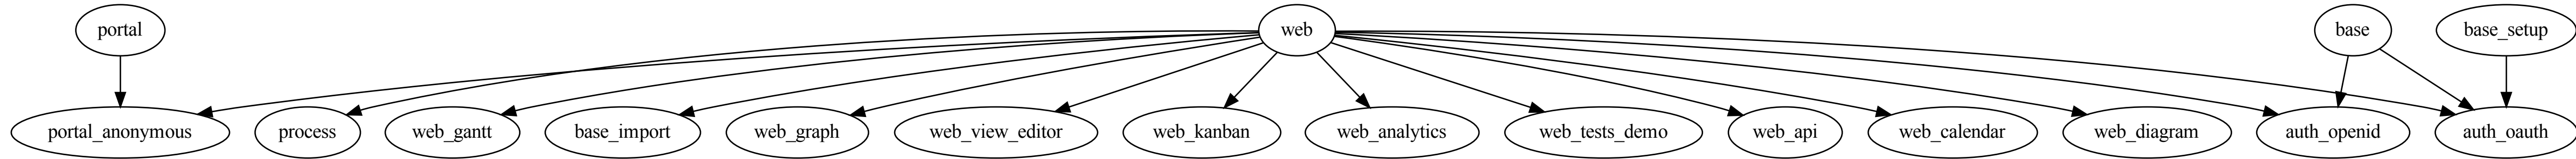 portal
web
base
base_setup
portal_anonymous
process
web_gantt
base_import
web_graph
web_view_editor
web_kanban
web_analytics
web_tests_demo
web_api
web_calendar
web_diagram
auth_openid
auth_oauth